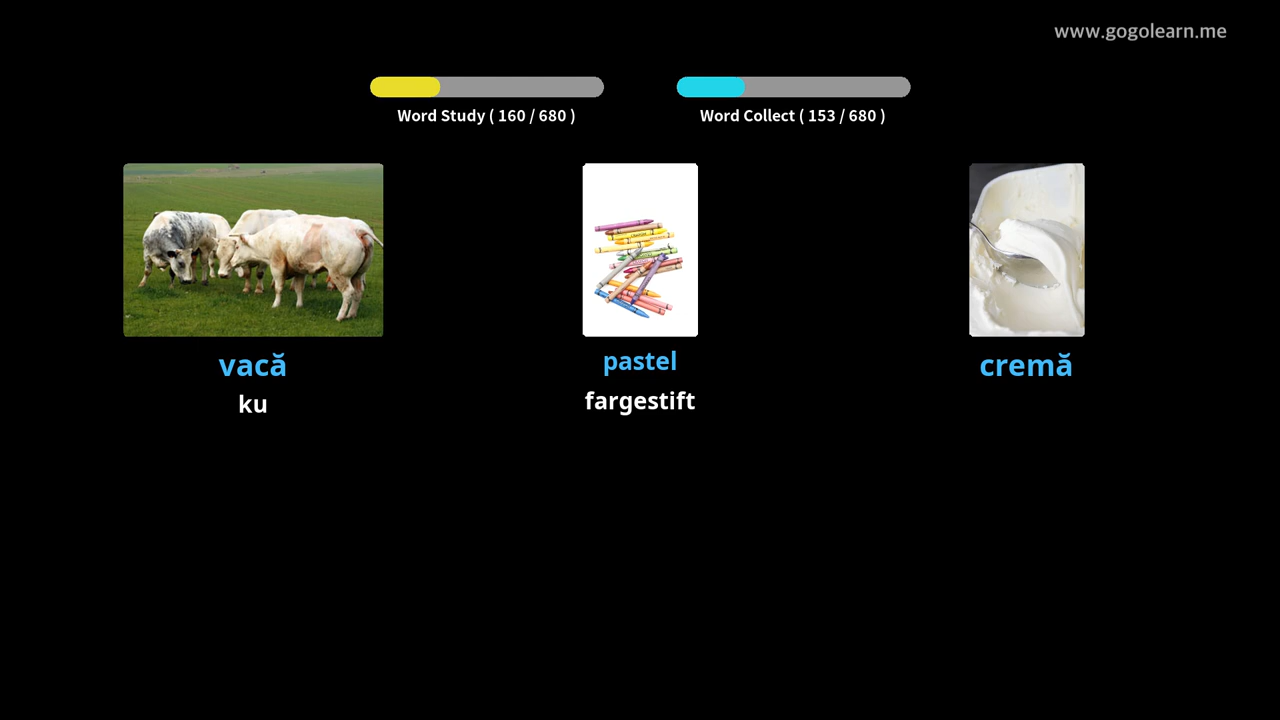 www.gogolearn.me
Word Study ( 160 / 680 )
Word Collect ( 153 / 680 )
vacă
ku
pastel
fargestift
cremă